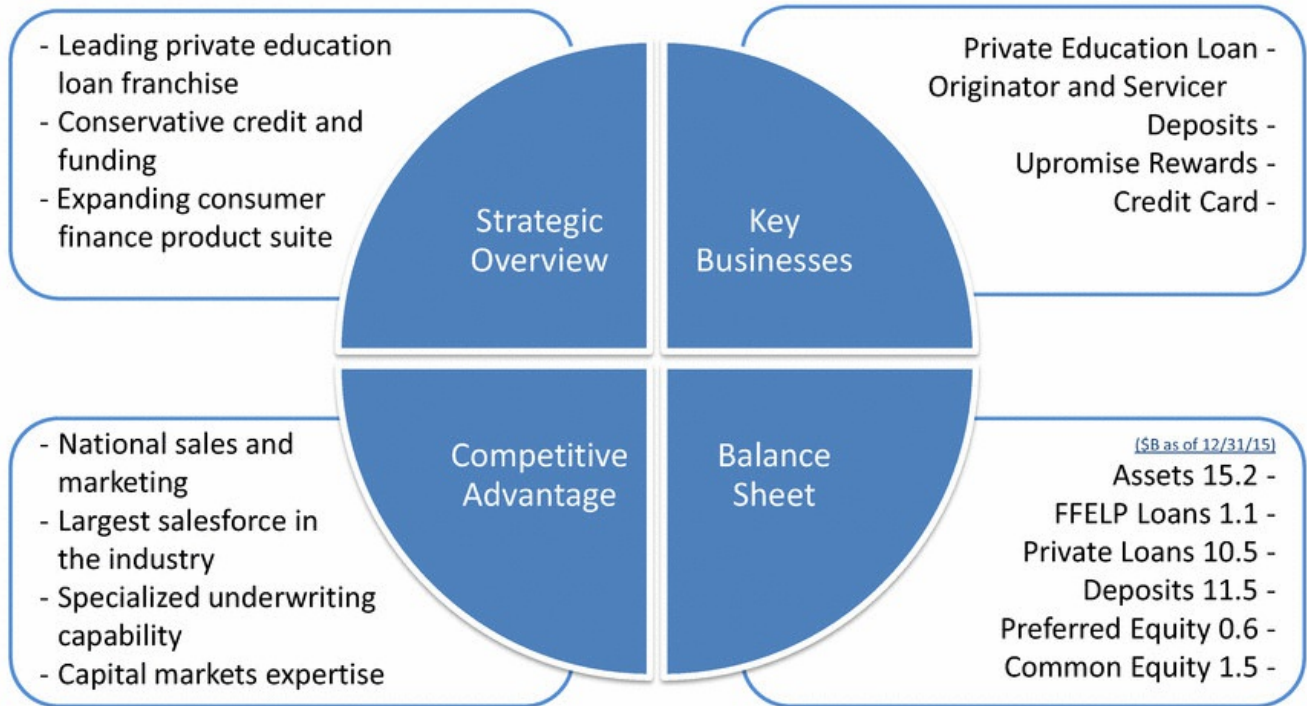 - Leading private education
loan franchise
- Conservative credit and
funding
- Expanding consumer
finance product suite
Strategic
Overview
Key
Businesses
Private Education Loan -
Originator and Servicer
Deposits -
Upromise Rewards -
Credit Card -
- National sales and
marketing
- Largest salesforce in
the industry
- Specialized underwriting
capability
- Capital markets expertise
Competitive
Advantage
Balance
Sheet
($B as of 12/31/15)
Assets 15.2 -
FFELP Loans 1.1 -
Private Loans 10.5 -
Deposits 11.5 -
Preferred Equity 0.6 -
Common Equity 1.5 -